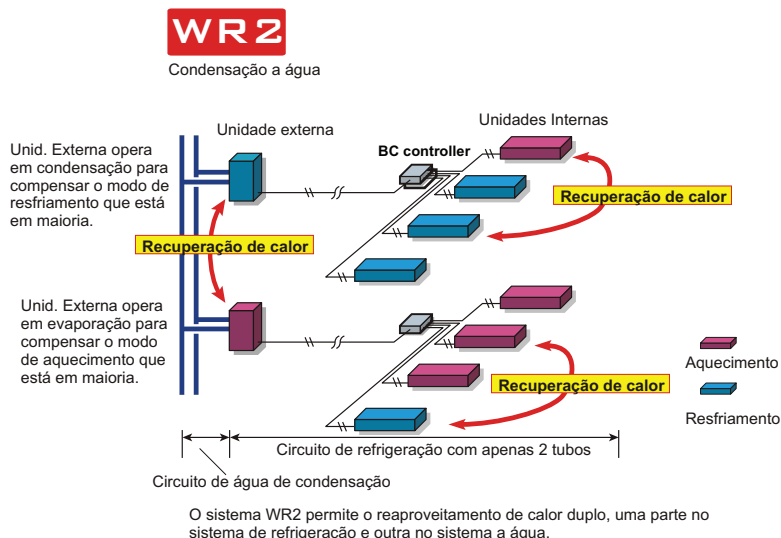 WR2
Condensação a água
Unidade externa
Unidades Internas
BC controller
Unid. Externa opera
em condensação para
compensar o modo de
resfriamento que está
em maioria.
Recuperação de calor
Recuperação de calor
Unid. Externa opera
em evaporação para
compensar o modo
de aquecimento que
está em maioria.
Recuperação de calor
Aquecimento
Resfriamento
Circuito de refrigeração com apenas 2 tubos
Circuito de água de condensação
O sistema WR2 permite o reaproveitamento de calor duplo, uma parte no
sistema de refrigeração e outra no sistema a água.